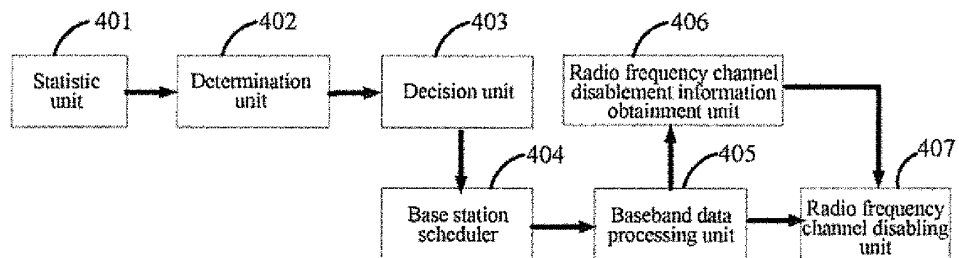 401
402
403
406
Statistic
unit
Determination
unit
Decision unit
Radio frequency channel
disablement information
obtainment unit
404
405
407
Base station
scheduler
Baseband data
processing unit
Radio frequency
channel disabling
unit